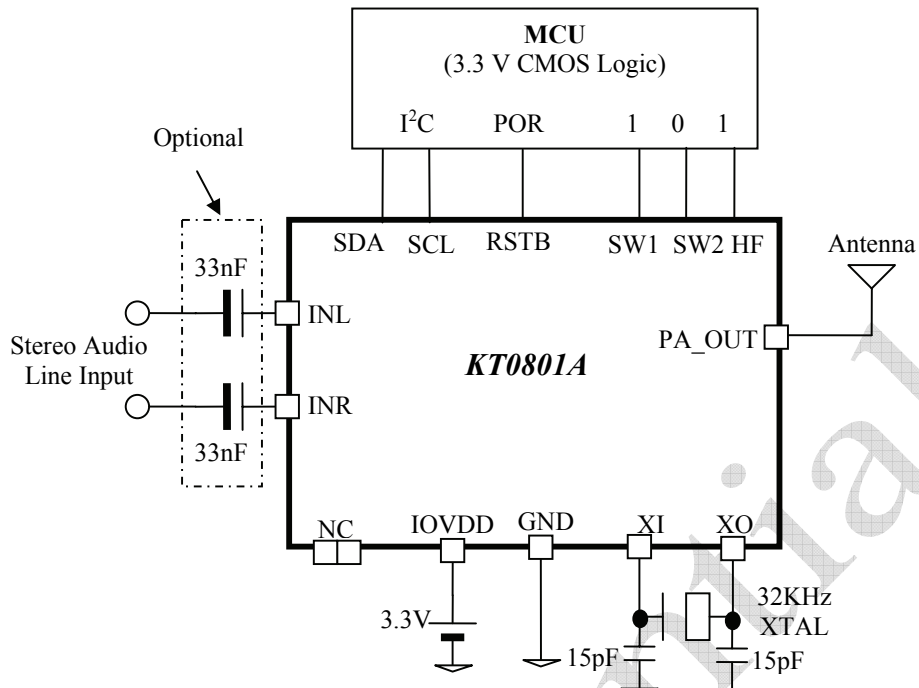 MCU
(3.3 V CMOS Logic)
I²C POR 1 0 1
Optional
SDA SCL RSTB SW1 SW2 HF
Antenna
33nF
INL
PA_OUT
Stereo Audio
Line Input
KT0801A
INR
33nF
NC IOVDD GND XI XO
3.3V
32KHz
XTAL
15pF 15pF
ntial